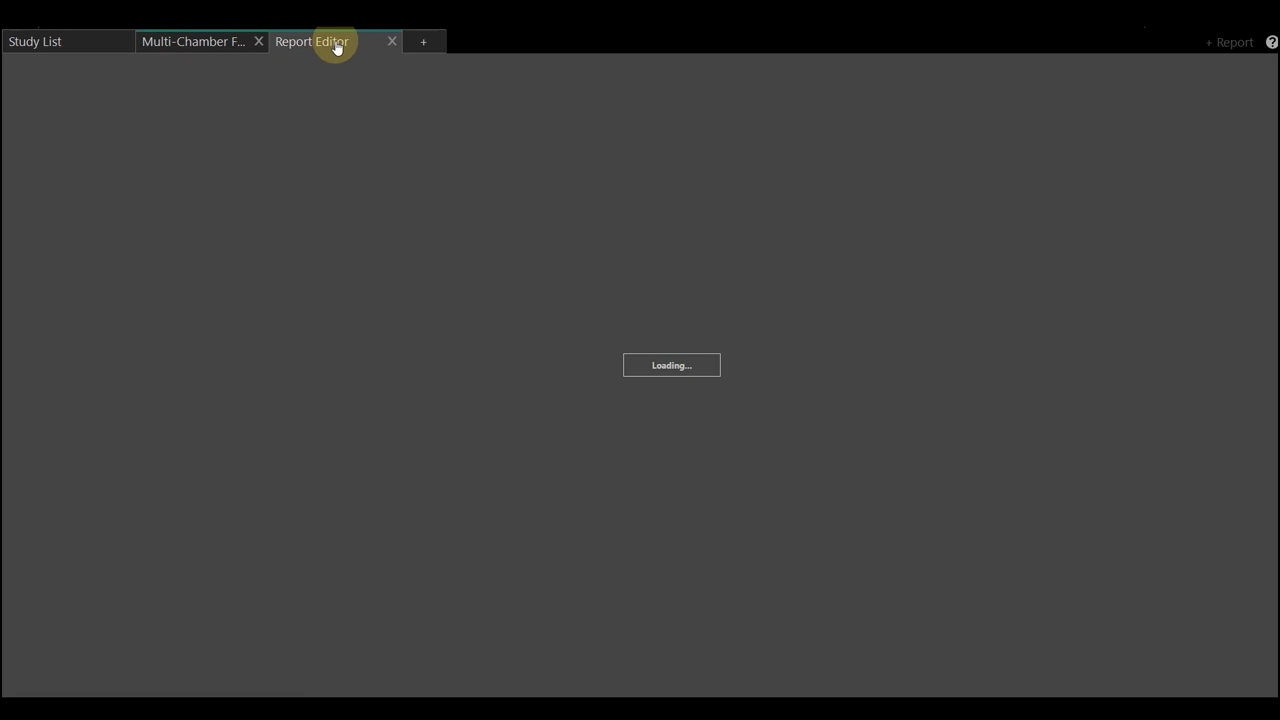 Study List
Multi-Chamber F...
Report Editor
+
+ Report
?
Loading...